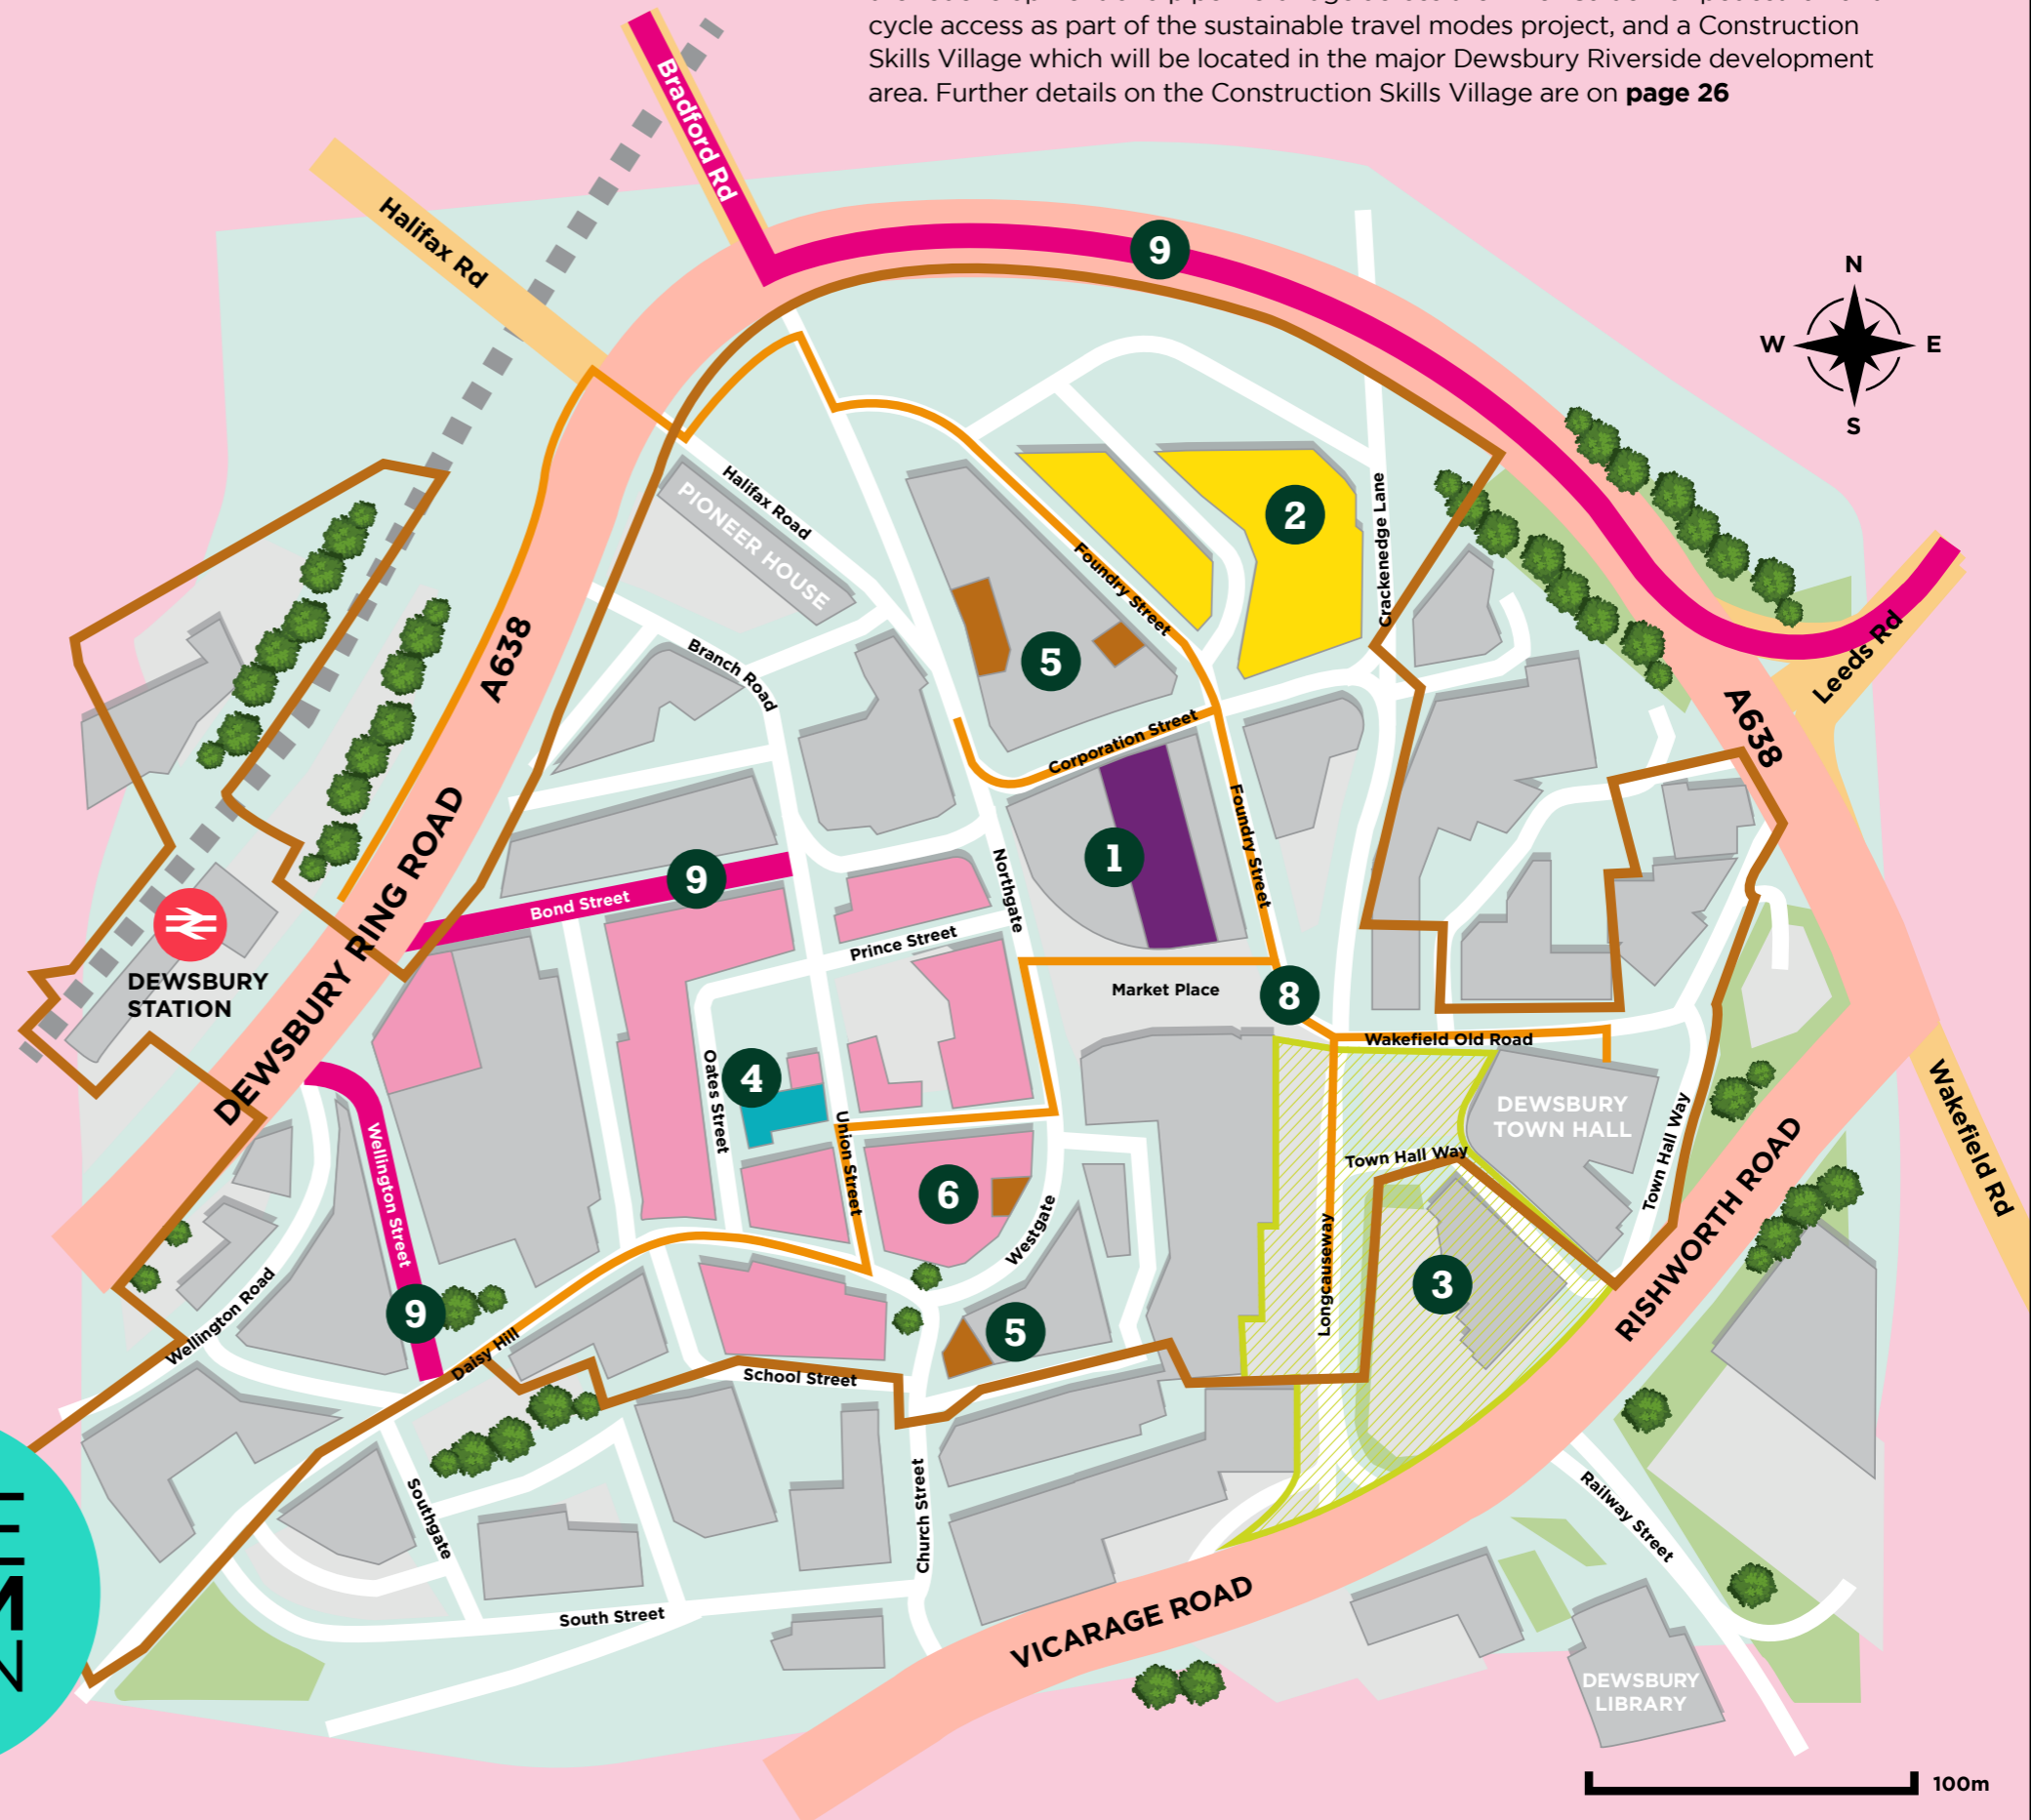 cycle access as part of the sustainable travel modes project, and a Construction
Skills Village which will be located in the major Dewsbury Riverside development
area. Further details on the Construction Skills Village are on page 26
Bradford Rd
Halifax Rd
9
N
W
E
S
Halifax Road
PIONEER HOUSE
2
Crackenedge Lane
Foundry Street
A638
Branch Road
5
Leeds Rd
A638
Corporation Street
Foundry Street
1
DEWSBURY RING ROAD
9
Bond Street
Northgate
Prince Street
DEWSBURY
STATION
Market Place
8
Wakefield Old Road
Oates Street
4
Union Street
DEWSBURY
TOWN HALL
Town Hall Way
Town Hall Way
Wakefield Rd
Wellington Street
6
Westgate
RISHWORTH ROAD
Longcauseway
3
Wellington Road
9
Daisy Hill
5
School Street
Southgate
Church Street
Railway Street
South Street
VICARAGE ROAD
DEWSBURY
LIBRARY
100m